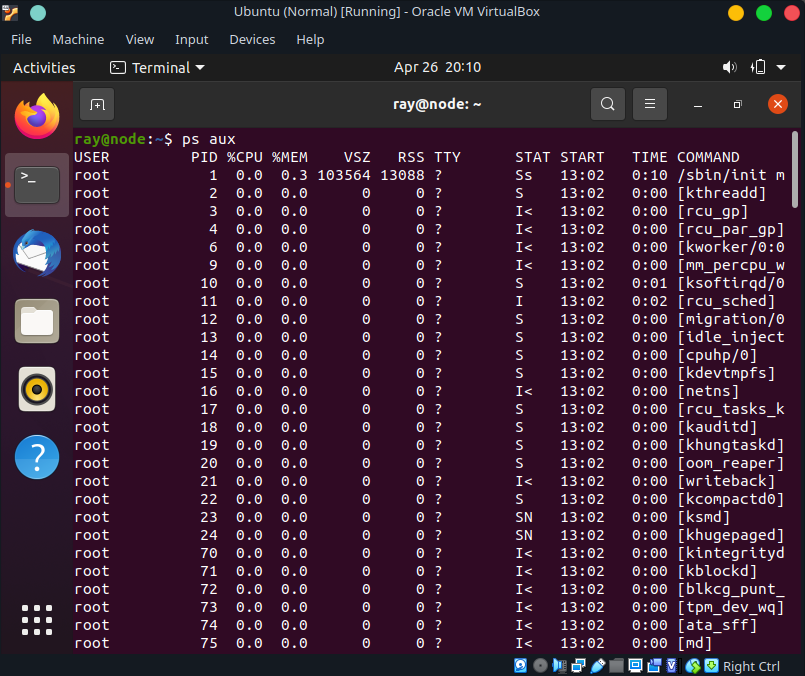 Ubuntu (Normal) [Running] - Oracle VM VirtualBox
File Machine View Input Devices Help
Activities Terminal Apr 26 20:10
ray@node: ~
ray@node:~$ ps aux
USER PID %CPU %MEM VSZ RSS TTY STAT START TIME COMMAND
root 1 0.0 0.3 103564 13088 ? Ss 13:02 0:10 /sbin/init m
root 2 0.0 0.0 0 0 ? S 13:02 0:00 [kthreadd]
root 3 0.0 0.0 0 0 ? I< 13:02 0:00 [rcu_gp]
root 4 0.0 0.0 0 0 ? I< 13:02 0:00 [rcu_par_gp]
root 6 0.0 0.0 0 0 ? I< 13:02 0:00 [kworker/0:0
root 9 0.0 0.0 0 0 ? I< 13:02 0:00 [mm_percpu_w
root 10 0.0 0.0 0 0 ? S 13:02 0:01 [ksoftirqd/0
root 11 0.0 0.0 0 0 ? I 13:02 0:02 [rcu_sched]
root 12 0.0 0.0 0 0 ? S 13:02 0:00 [migration/0
root 13 0.0 0.0 0 0 ? S 13:02 0:00 [idle_inject
root 14 0.0 0.0 0 0 ? S 13:02 0:00 [cpuhp/0]
root 15 0.0 0.0 0 0 ? S 13:02 0:00 [kdevtmpfs]
root 16 0.0 0.0 0 0 ? I< 13:02 0:00 [netns]
root 17 0.0 0.0 0 0 ? S 13:02 0:00 [rcu_tasks_k
root 18 0.0 0.0 0 0 ? S 13:02 0:00 [kauditd]
root 19 0.0 0.0 0 0 ? S 13:02 0:00 [khungtaskd]
root 20 0.0 0.0 0 0 ? S 13:02 0:00 [oom_reaper]
root 21 0.0 0.0 0 0 ? I< 13:02 0:00 [writeback]
root 22 0.0 0.0 0 0 ? S 13:02 0:00 [kcompactd0]
root 23 0.0 0.0 0 0 ? SN 13:02 0:00 [ksmd]
root 24 0.0 0.0 0 0 ? SN 13:02 0:00 [khugepaged]
root 70 0.0 0.0 0 0 ? I< 13:02 0:00 [kintegrityd
root 71 0.0 0.0 0 0 ? I< 13:02 0:00 [kblockd]
root 72 0.0 0.0 0 0 ? I< 13:02 0:00 [blkcg_punt_
root 73 0.0 0.0 0 0 ? I< 13:02 0:00 [tpm_dev_wq]
root 74 0.0 0.0 0 0 ? I< 13:02 0:00 [ata_sff]
root 75 0.0 0.0 0 0 ? I< 13:02 0:00 [md]
Right Ctrl